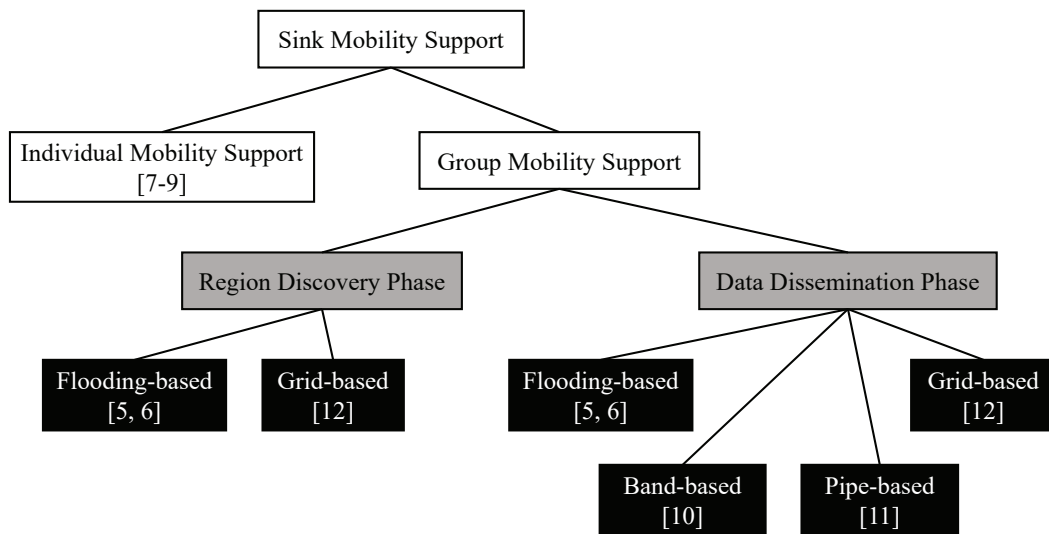 Sink Mobility Support
Individual Mobility Support
[7-9]
Group Mobility Support
Region Discovery Phase
Data Dissemination Phase
Flooding-based
[5, 6]
Grid-based
[12]
Flooding-based
[5, 6]
Grid-based
[12]
Band-based
[10]
Pipe-based
[11]